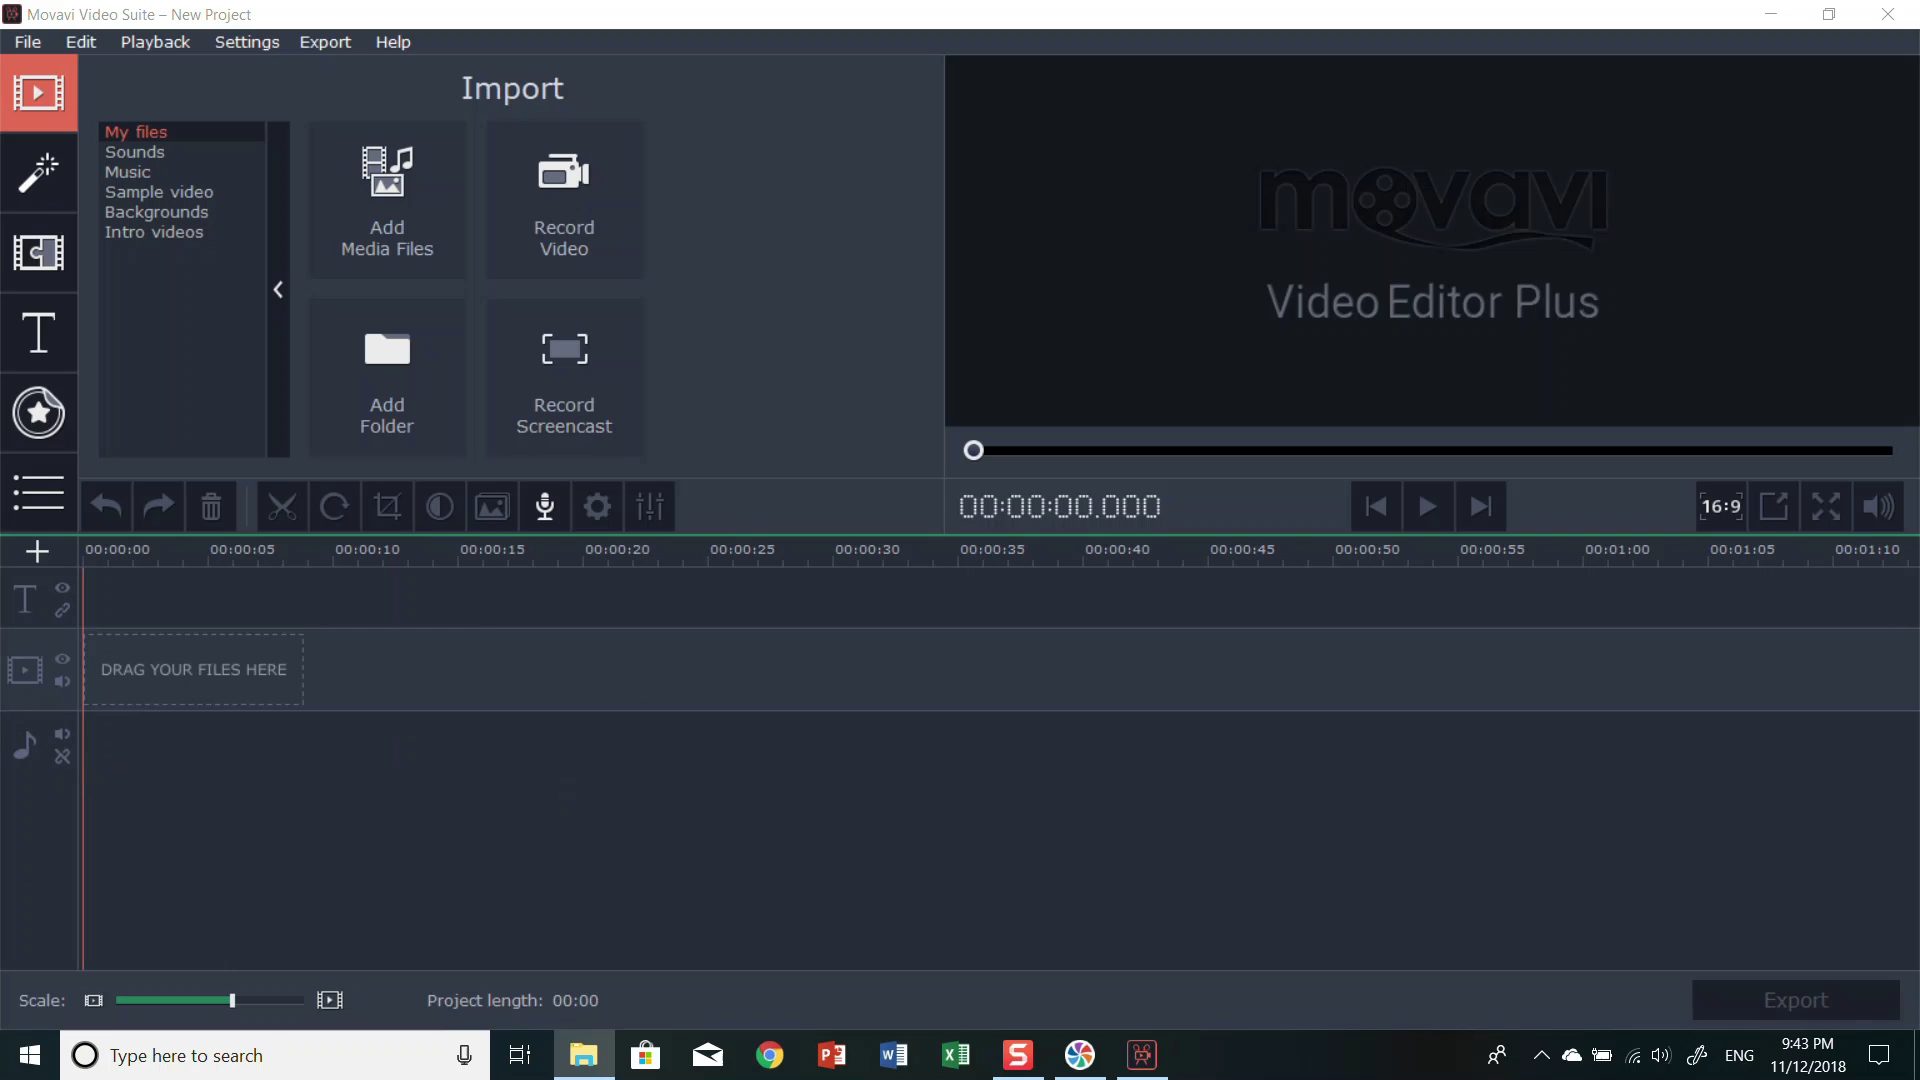 Movavi Video Suite – New Project
File Edit Playback Settings Export Help
Import
My files
Sounds
Music
Sample video
Backgrounds
Intro videos
Add
Media Files
Record
Video
Add
Folder
Record
Screencast
movavi
Video Editor Plus
00:00:00.000
16:9
00:00:00 00:00:05 00:00:10 00:00:15 00:00:20 00:00:25 00:00:30 00:00:35 00:00:40 00:00:45 00:00:50 00:00:55 00:01:00 00:01:05 00:01:10
DRAG YOUR FILES HERE
Scale:
Project length: 00:00
Export
Type here to search
ENG
9:43 PM
11/12/2018